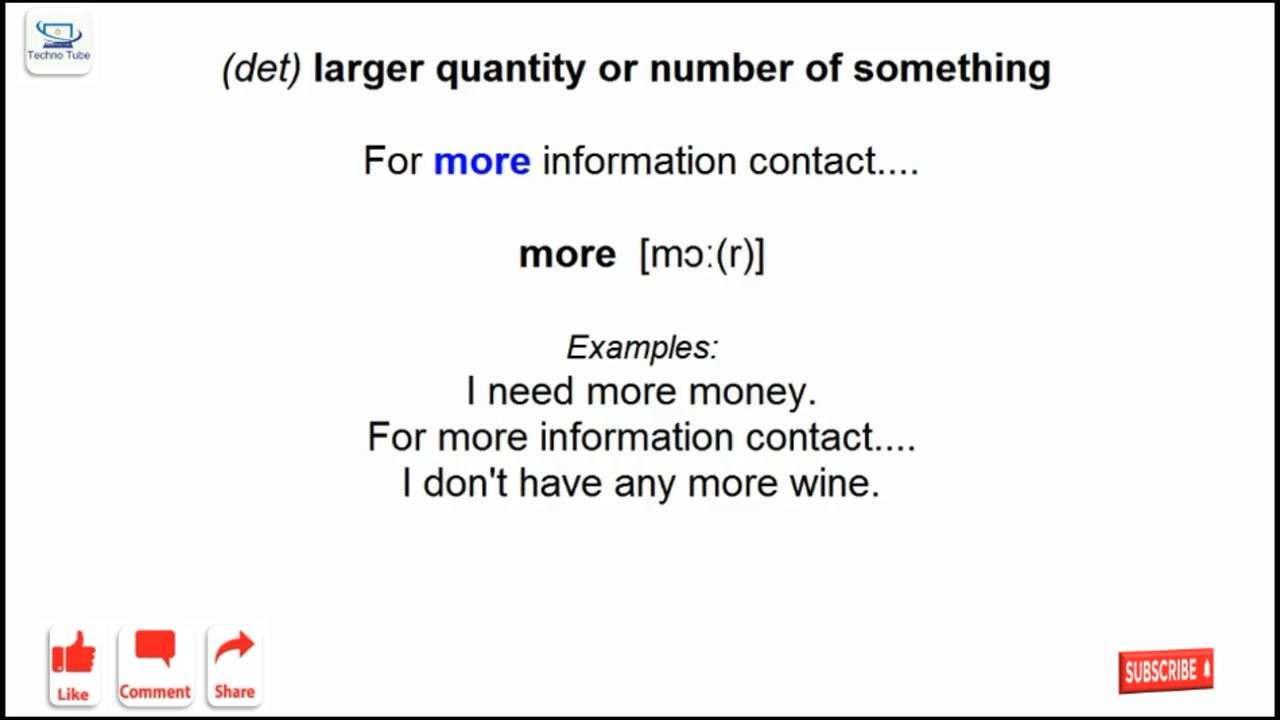 Techno Tube
(det) larger quantity or number of something
For more information contact....
more [mɔː(r)]
Examples:
I need more money.
For more information contact....
I don't have any more wine.
Like
Comment
Share
SUBSCRIBE